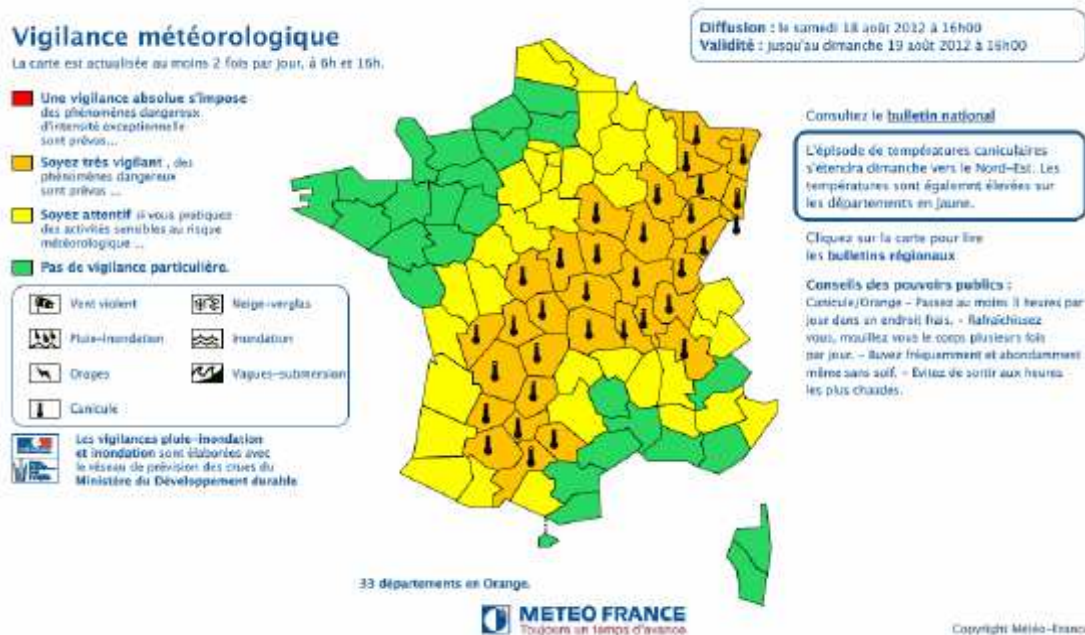 Vigilance météorologique
La carte est actualisée au moins 2 fois par jour, à 6h et 16h.
Diffusion : le samedi 18 août 2012 à 16h00
Validité : jusqu'au dimanche 19 août 2012 à 16h00
Une vigilance absolue s'impose
des phénomènes dangereux
d'intensité exceptionnelle
sont prévus...
Soyez très vigilant, des
phénomènes dangereux
sont prévus ...
Soyez attentif si vous pratiquez
des activités sensibles au risque
météorologique ...
Pas de vigilance particulière.
Vent violent
Neige-verglas
Pluie-inondation
Inondation
Orages
Vagues-submersion
Canicule
Les vigilances pluie-inondation
et inondation sont élaborées avec
le réseau de prévision des crues du
Ministère du Développement durable
Consultez le bulletin national
L'épisode de températures caniculaires
s'étendra dimanche vers le Nord-Est. Les
températures sont également élevées sur
les départements en jaune.
Cliquez sur la carte pour lire
les bulletins régionaux
Conseils des pouvoirs publics :
Canicule/Orange - Passez au moins 3 heures par
jour dans un endroit frais. - Rafraichissez
vous, mouillez vous le corps plusieurs fois
par jour. - Buvez fréquemment et abondamment
même sans soif. - Evitez de sortir aux heures
les plus chaudes.
33 départements en Orange.
METEO FRANCE
Toujours un temps d'avance
Copyright Météo-France